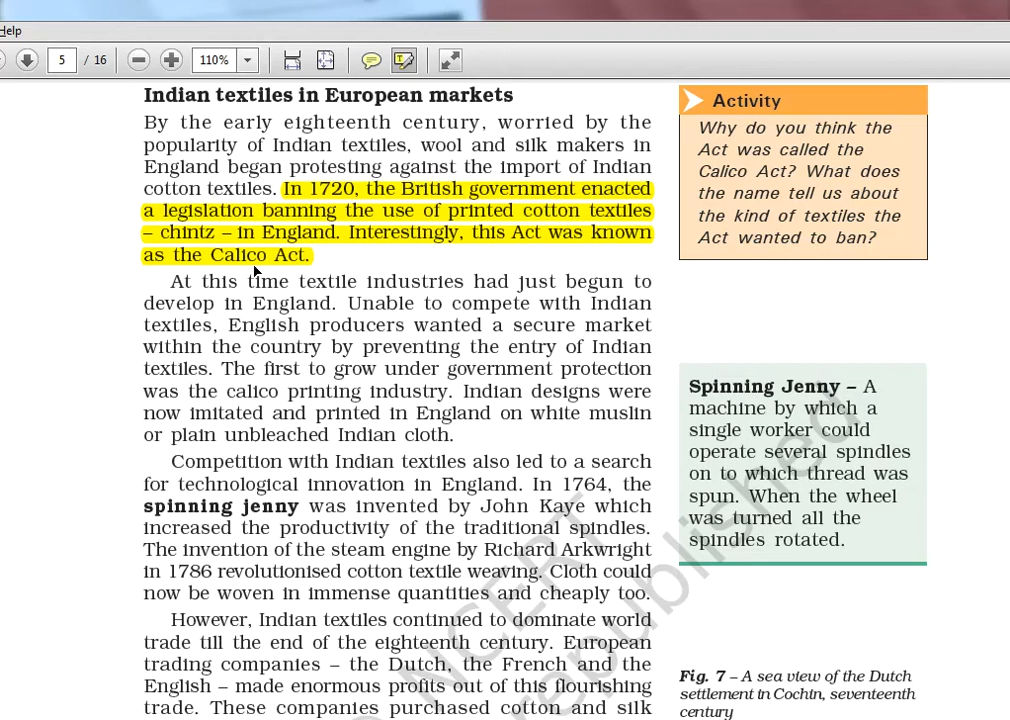 Help
5 / 16
110%
Indian textiles in European markets
By the early eighteenth century, worried by the
popularity of Indian textiles, wool and silk makers in
England began protesting against the import of Indian
cotton textiles. In 1720, the British government enacted
a legislation banning the use of printed cotton textiles
– chintz – in England. Interestingly, this Act was known
as the Calico Act.
At this time textile industries had just begun to
develop in England. Unable to compete with Indian
textiles, English producers wanted a secure market
within the country by preventing the entry of Indian
textiles. The first to grow under government protection
was the calico printing industry. Indian designs were
now imitated and printed in England on white muslin
or plain unbleached Indian cloth.
Competition with Indian textiles also led to a search
for technological innovation in England. In 1764, the
spinning jenny was invented by John Kaye which
increased the productivity of the traditional spindles.
The invention of the steam engine by Richard Arkwright
in 1786 revolutionised cotton textile weaving. Cloth could
now be woven in immense quantities and cheaply too.
However, Indian textiles continued to dominate world
trade till the end of the eighteenth century. European
trading companies – the Dutch, the French and the
English – made enormous profits out of this flourishing
trade. These companies purchased cotton and silk
Activity
Why do you think the
Act was called the
Calico Act? What does
the name tell us about
the kind of textiles the
Act wanted to ban?
Spinning Jenny – A
machine by which a
single worker could
operate several spindles
on to which thread was
spun. When the wheel
was turned all the
spindles rotated.
Fig. 7 – A sea view of the Dutch
settlement in Cochin, seventeenth
century
NCERT
republished